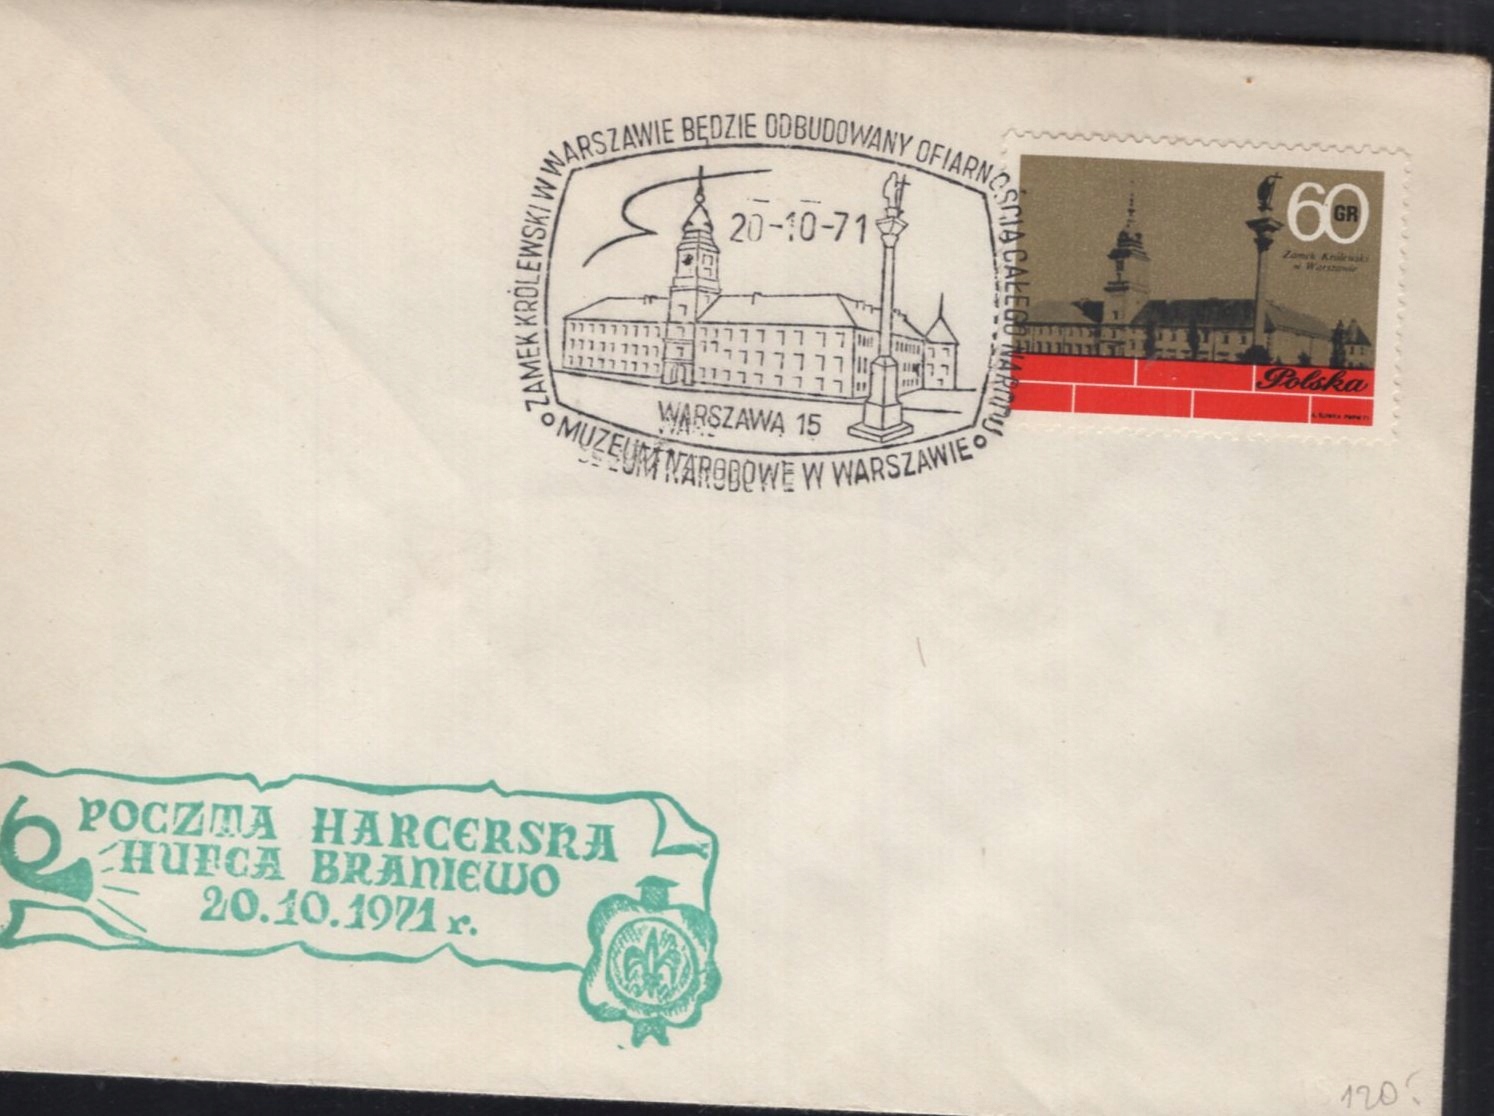 ZAMEK KRÓLEWSKI W WARSZAWIE BĘDZIE ODBUDOWANY OFIARNOŚCIĄ CAŁEGO NARODU
20-10-71
WARSZAWA 15
MUZEUM NARODOWE W WARSZAWIE
60 GR
Zamek Królewski
w Warszawie
Polska
POCZTA HARCERSKA
HUFCA BRANIEWO
20.10.1971 r.
120